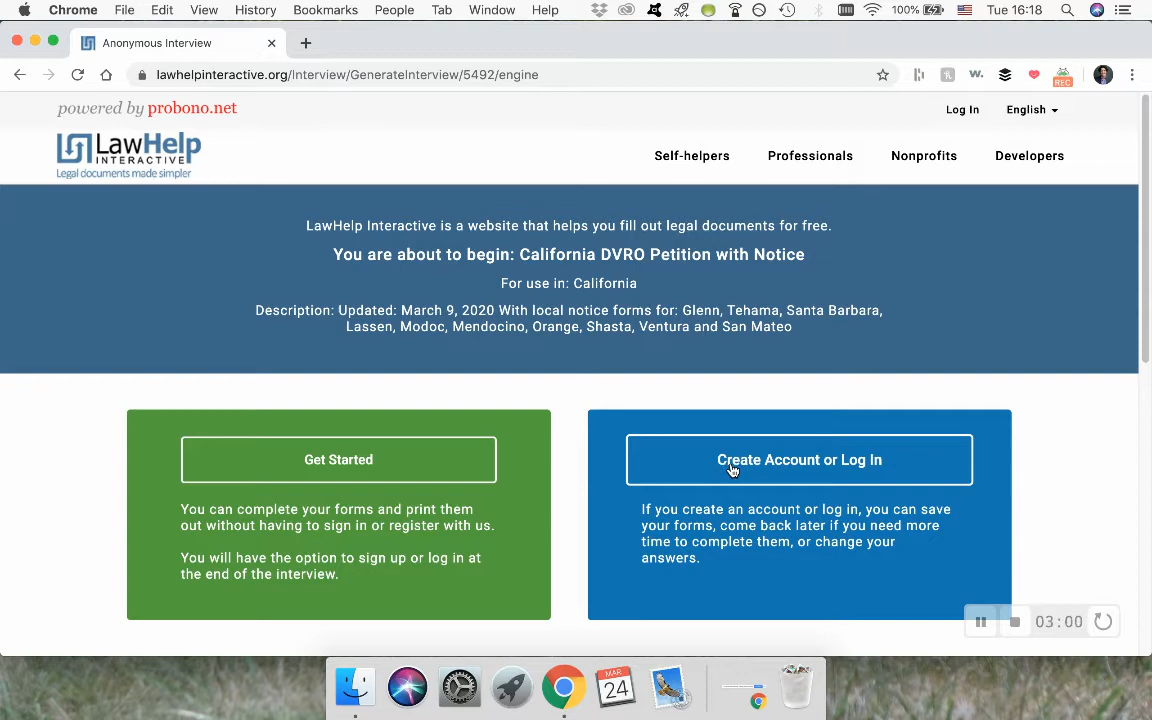 Chrome File Edit View History Bookmarks People Tab Window Help 100% Tue 16:18
Anonymous Interview
lawhelpinteractive.org/Interview/GenerateInterview/5492/engine
w.
REC
powered by probono.net
Log In English
LawHelp
INTERACTIVE
Legal documents made simpler
Self-helpers Professionals Nonprofits Developers
LawHelp Interactive is a website that helps you fill out legal documents for free.
You are about to begin: California DVRO Petition with Notice
For use in: California
Description: Updated: March 9, 2020 With local notice forms for: Glenn, Tehama, Santa Barbara,
Lassen, Modoc, Mendocino, Orange, Shasta, Ventura and San Mateo
Get Started
You can complete your forms and print them
out without having to sign in or register with us.
You will have the option to sign up or log in at
the end of the interview.
Create Account or Log In
If you create an account or log in, you can save
your forms, come back later if you need more
time to complete them, or change your
answers.
03:00
MAR
24